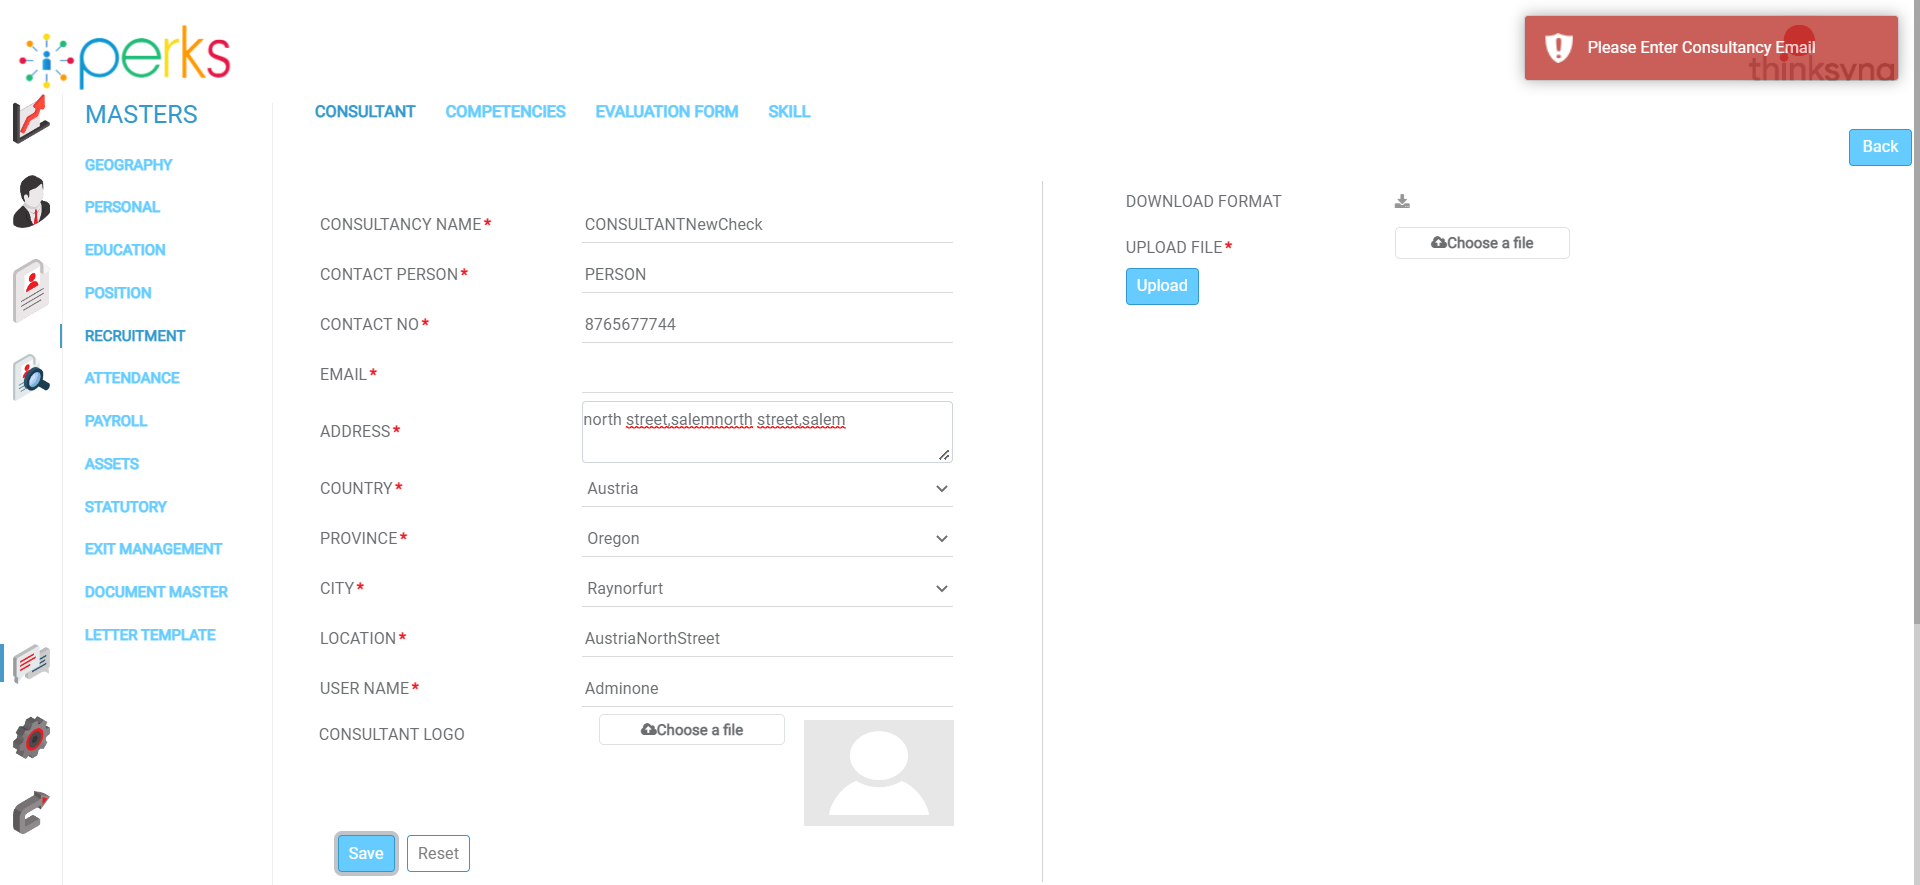 perks
Please Enter Consultancy Email
thinksyna
MASTERS
GEOGRAPHY
PERSONAL
EDUCATION
POSITION
RECRUITMENT
ATTENDANCE
PAYROLL
ASSETS
STATUTORY
EXIT MANAGEMENT
DOCUMENT MASTER
LETTER TEMPLATE
CONSULTANT COMPETENCIES EVALUATION FORM SKILL
Back
CONSULTANCY NAME* CONSULTANTNewCheck
CONTACT PERSON* PERSON
CONTACT NO* 8765677744
EMAIL*
ADDRESS* north street,salemnorth street,salem
COUNTRY* Austria
PROVINCE* Oregon
CITY* Raynorfurt
LOCATION* AustriaNorthStreet
USER NAME* Adminone
CONSULTANT LOGO Choose a file
Save Reset
DOWNLOAD FORMAT
UPLOAD FILE* Choose a file
Upload